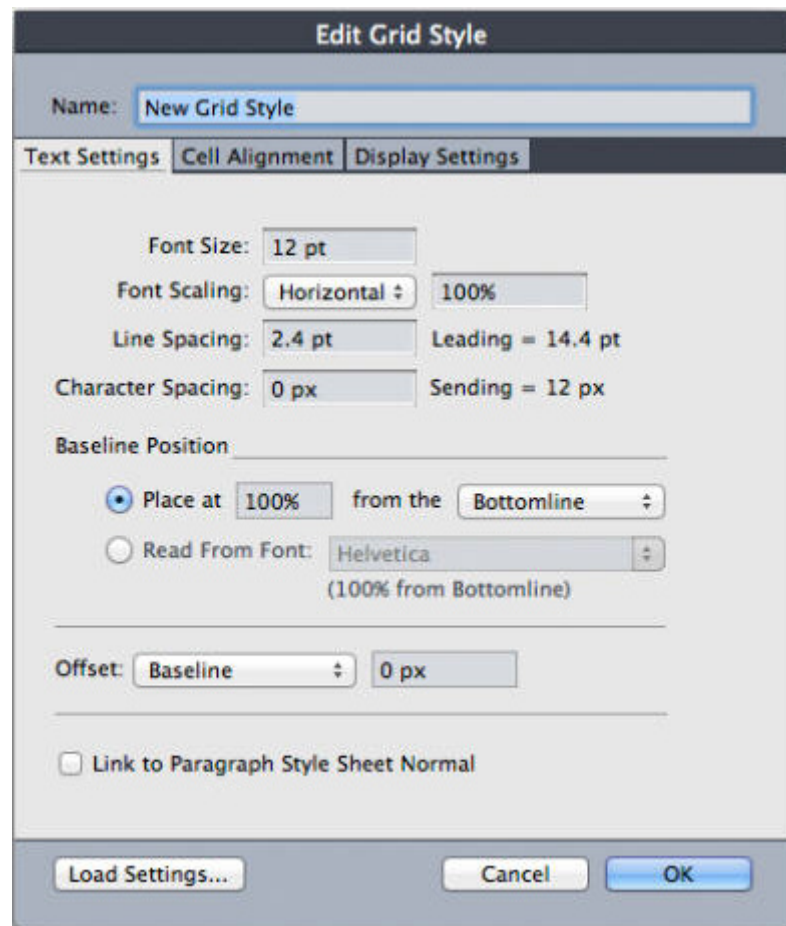 Edit Grid Style
Name: New Grid Style
Text Settings Cell Alignment Display Settings
Font Size: 12 pt
Font Scaling: Horizontal 100%
Line Spacing: 2.4 pt Leading = 14.4 pt
Character Spacing: 0 px Sending = 12 px
Baseline Position
Place at 100% from the Bottomline
Read From Font: Helvetica
(100% from Bottomline)
Offset: Baseline 0 px
Link to Paragraph Style Sheet Normal
Load Settings... Cancel OK